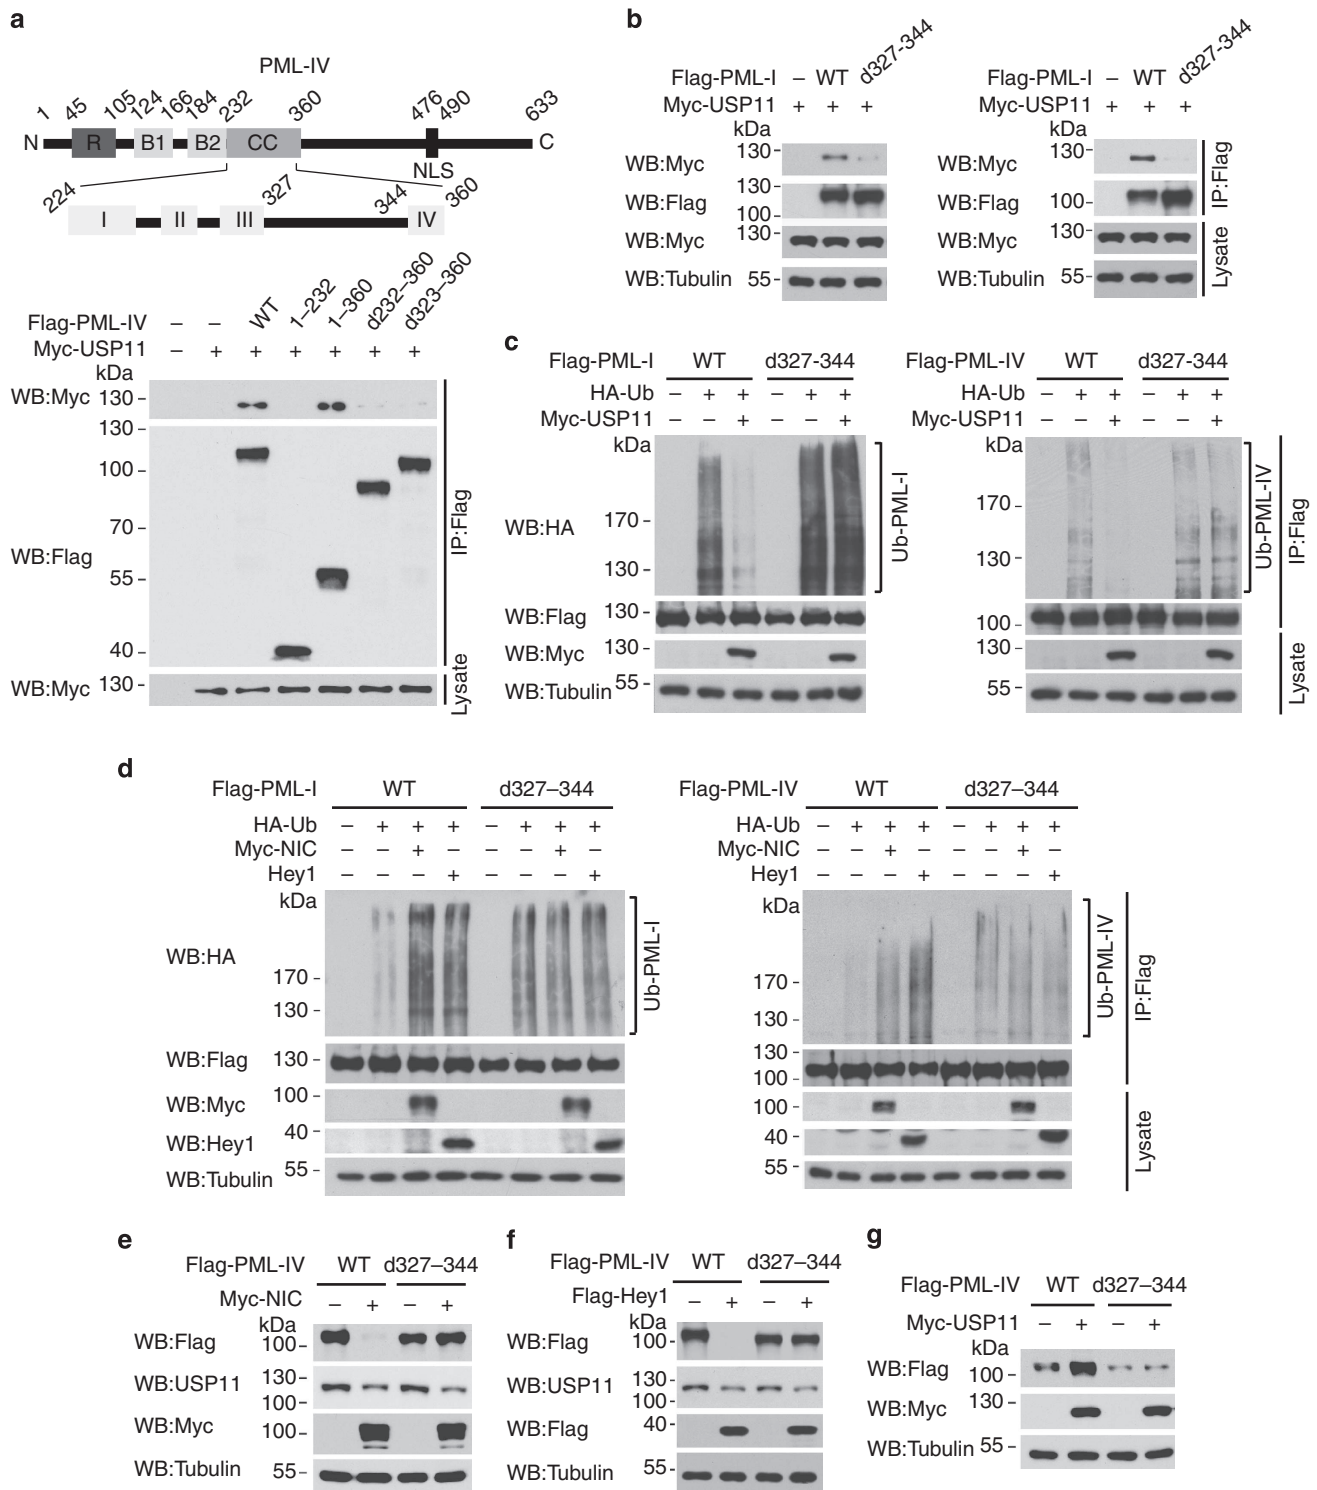 a
PML-IV
1 45 105 124 166 184 232 360 476 490 633
N R B1 B2 CC C
NLS
224 327 344 360
I II III IV
Flag-PML-IV – – WT 1–232 1–360 d232–360 d323–360
Myc-USP11 – + + + + + +
kDa
WB:Myc 130
130
100
70
WB:Flag
55
40
WB:Myc 130
IP:Flag
Lysate
b
Flag-PML-I – WT d327-344
Myc-USP11 + + +
kDa
WB:Myc 130
WB:Flag 130
100
WB:Myc 130
WB:Tubulin 55
Flag-PML-I – WT d327-344
Myc-USP11 + + +
kDa
WB:Myc 130
WB:Flag 100
WB:Myc 130
WB:Tubulin 55
IP:Flag
Lysate
c
Flag-PML-I WT d327-344
HA-Ub – + + – + +
Myc-USP11 – – + – – +
kDa
170
WB:HA
130
WB:Flag 130
WB:Myc 130
WB:Tubulin 55
Ub-PML-I
Flag-PML-IV WT d327-344
HA-Ub – + + – + +
Myc-USP11 – – + – – +
kDa
170
130
100
130
55
Ub-PML-IV
IP:Flag
Lysate
d
Flag-PML-I WT d327–344
HA-Ub – + + + – + + +
Myc-NIC – – + – – – + –
Hey1 – – – + – – – +
kDa
WB:HA
170
130
WB:Flag 130
WB:Myc 100
WB:Hey1 40
WB:Tubulin 55
Ub-PML-I
Flag-PML-IV WT d327–344
HA-Ub – + + + – + + +
Myc-NIC – – + – – – + –
Hey1 – – – + – – – +
kDa
170
130
130
100
100
40
55
Ub-PML-IV
IP:Flag
Lysate
e
Flag-PML-IV WT d327–344
Myc-NIC – + – +
kDa
WB:Flag 100
WB:USP11 130
100
WB:Myc 100
WB:Tubulin 55
f
Flag-PML-IV WT d327–344
Flag-Hey1 – + – +
kDa
WB:Flag 100
WB:USP11 130
100
WB:Flag 40
WB:Tubulin 55
g
Flag-PML-IV WT d327–344
Myc-USP11 – + – +
kDa
WB:Flag 100
WB:Myc 130
WB:Tubulin 55